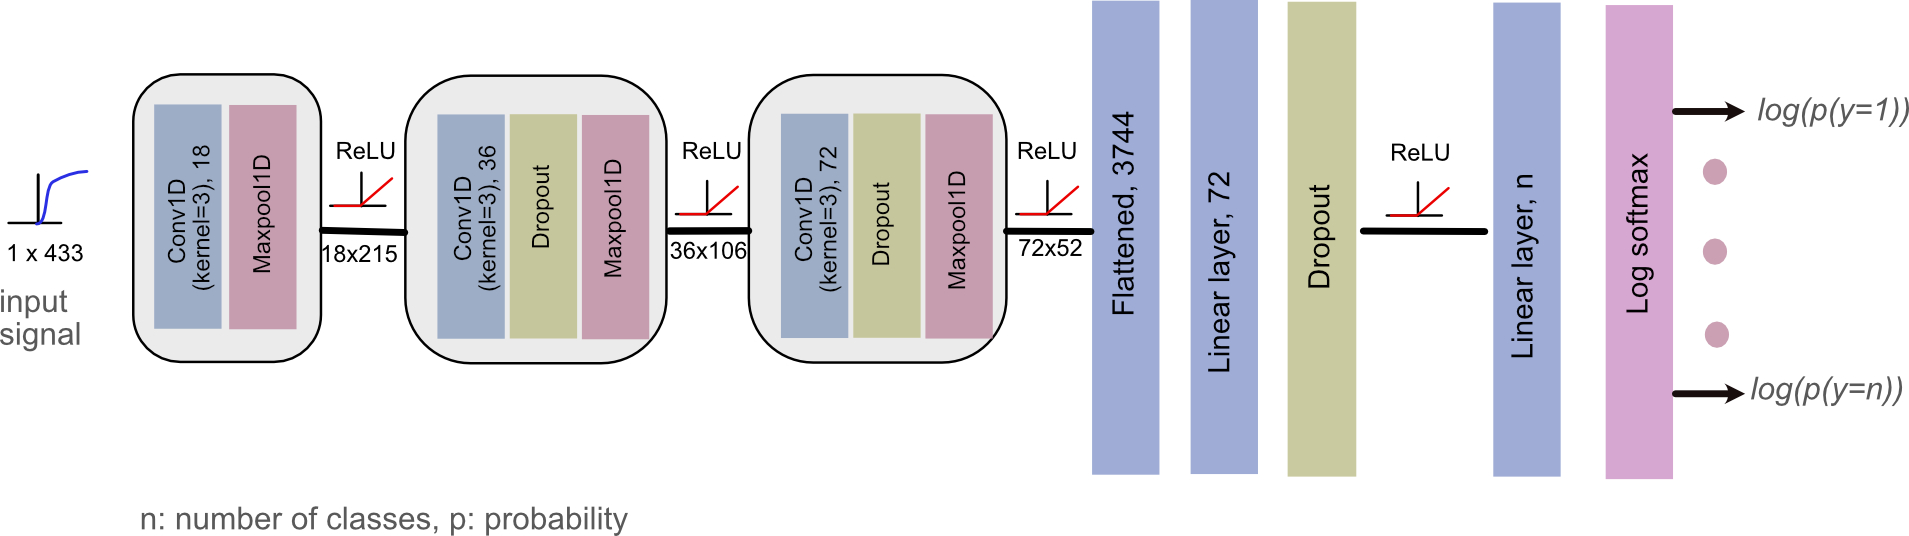 1 x 433
input
signal
Conv1D
(kernel=3), 18
Maxpool1D
ReLU
18x215
Conv1D
(kernel=3), 36
Dropout
Maxpool1D
ReLU
36x106
Conv1D
(kernel=3), 72
Dropout
Maxpool1D
ReLU
72x52
Flattened, 3744
Linear layer, 72
Dropout
ReLU
Linear layer, n
Log softmax
log(p(y=1))
log(p(y=n))
n: number of classes, p: probability